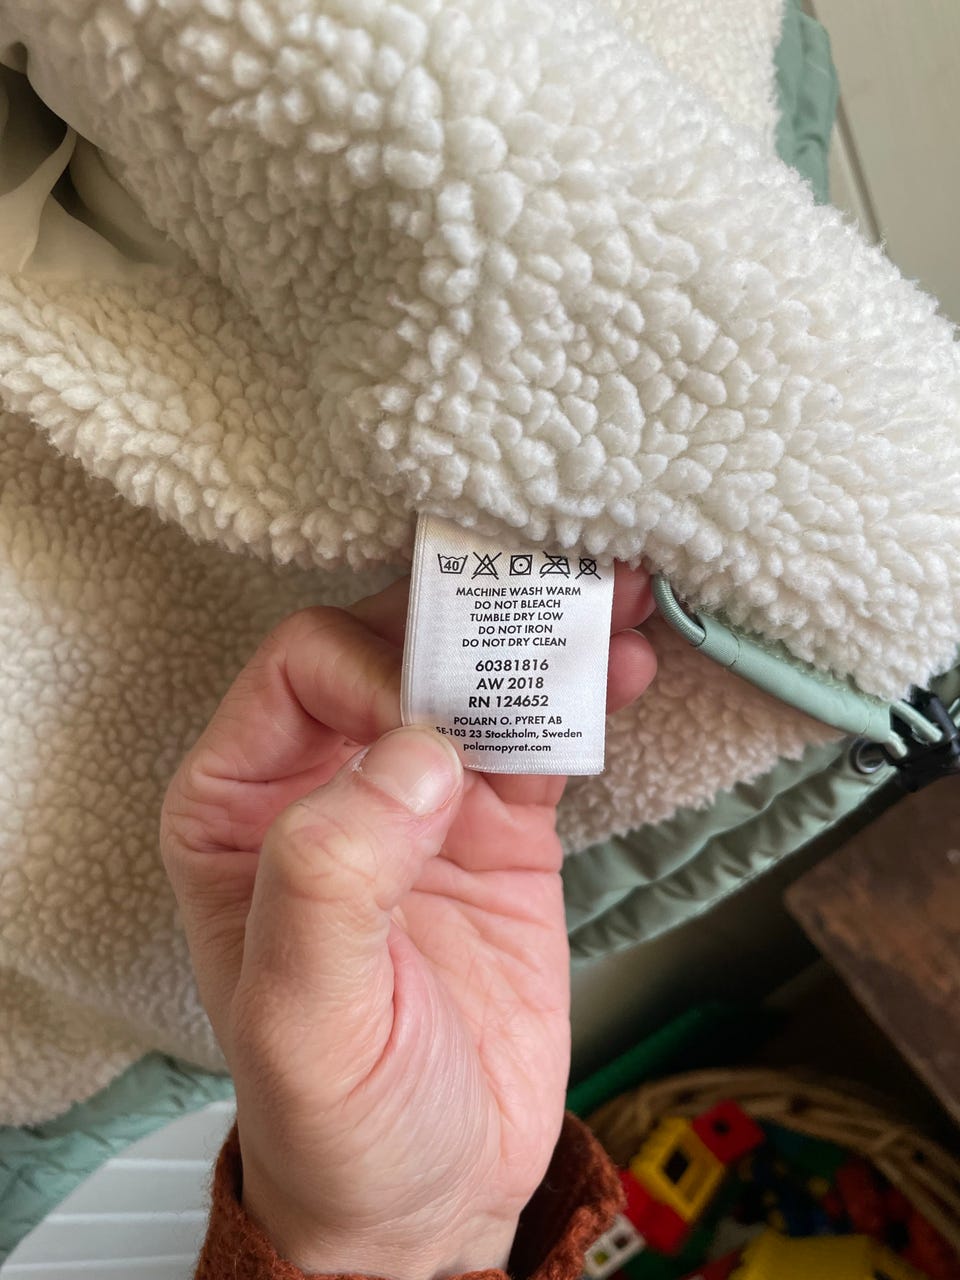 40
MACHINE WASH WARM
DO NOT BLEACH
TUMBLE DRY LOW
DO NOT IRON
DO NOT DRY CLEAN
60381816
AW 2018
RN 124652
POLARN O. PYRET AB
SE-103 23 Stockholm, Sweden
polarnopyret.com